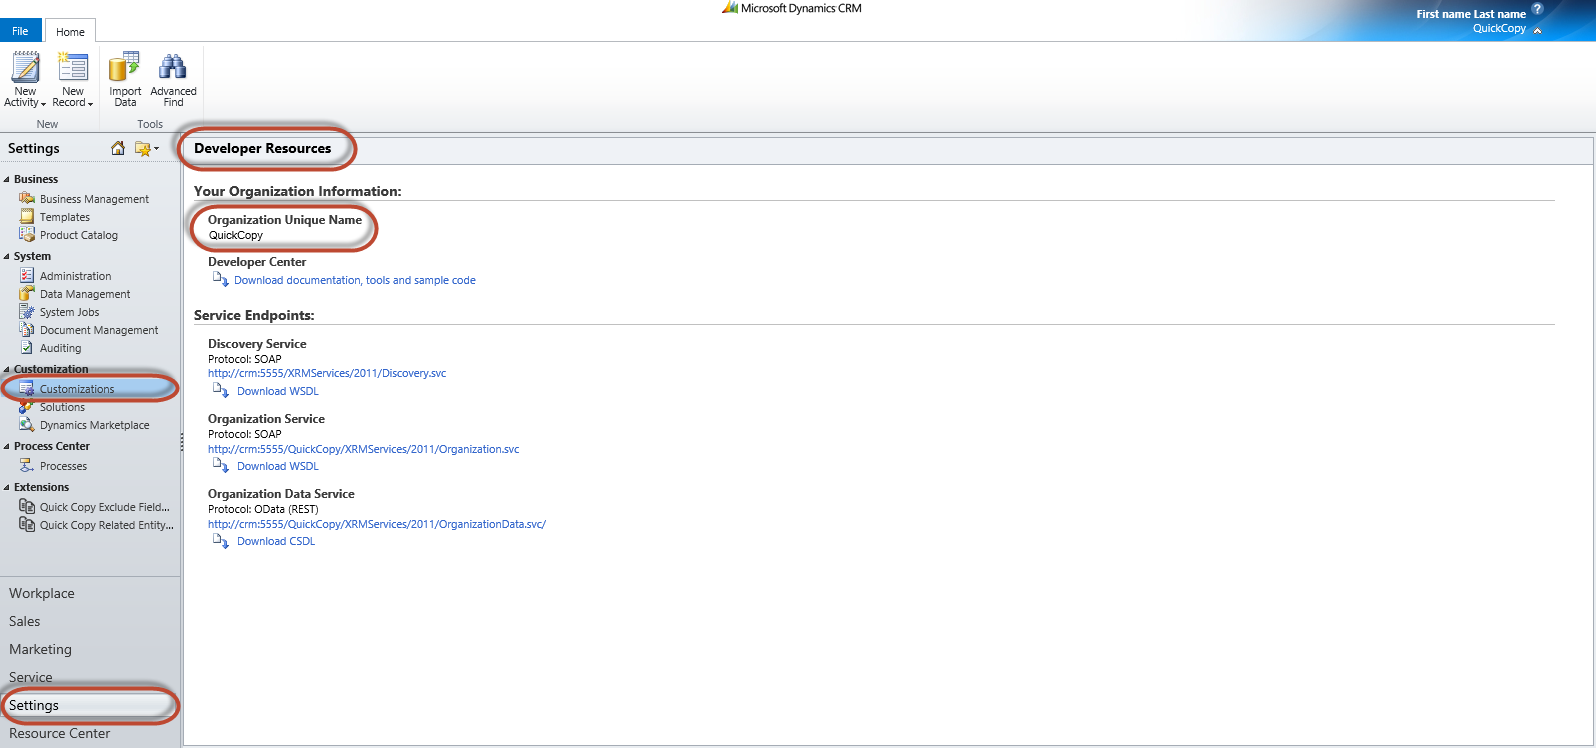 Microsoft Dynamics CRM
First name Last name
QuickCopy
File
Home
New
Activity
New
Record
Import
Data
Advanced
Find
New
Tools
Settings
Business
Business Management
Templates
Product Catalog
System
Administration
Data Management
System Jobs
Document Management
Auditing
Customization
Customizations
Solutions
Dynamics Marketplace
Process Center
Processes
Extensions
Quick Copy Exclude Field...
Quick Copy Related Entity...
Workplace
Sales
Marketing
Service
Settings
Resource Center
Developer Resources
Your Organization Information:
Organization Unique Name
QuickCopy
Developer Center
Download documentation, tools and sample code
Service Endpoints:
Discovery Service
Protocol: SOAP
http://crm:5555/XRMServices/2011/Discovery.svc
Download WSDL
Organization Service
Protocol: SOAP
http://crm:5555/QuickCopy/XRMServices/2011/Organization.svc
Download WSDL
Organization Data Service
Protocol: OData (REST)
http://crm:5555/QuickCopy/XRMServices/2011/OrganizationData.svc/
Download CSDL